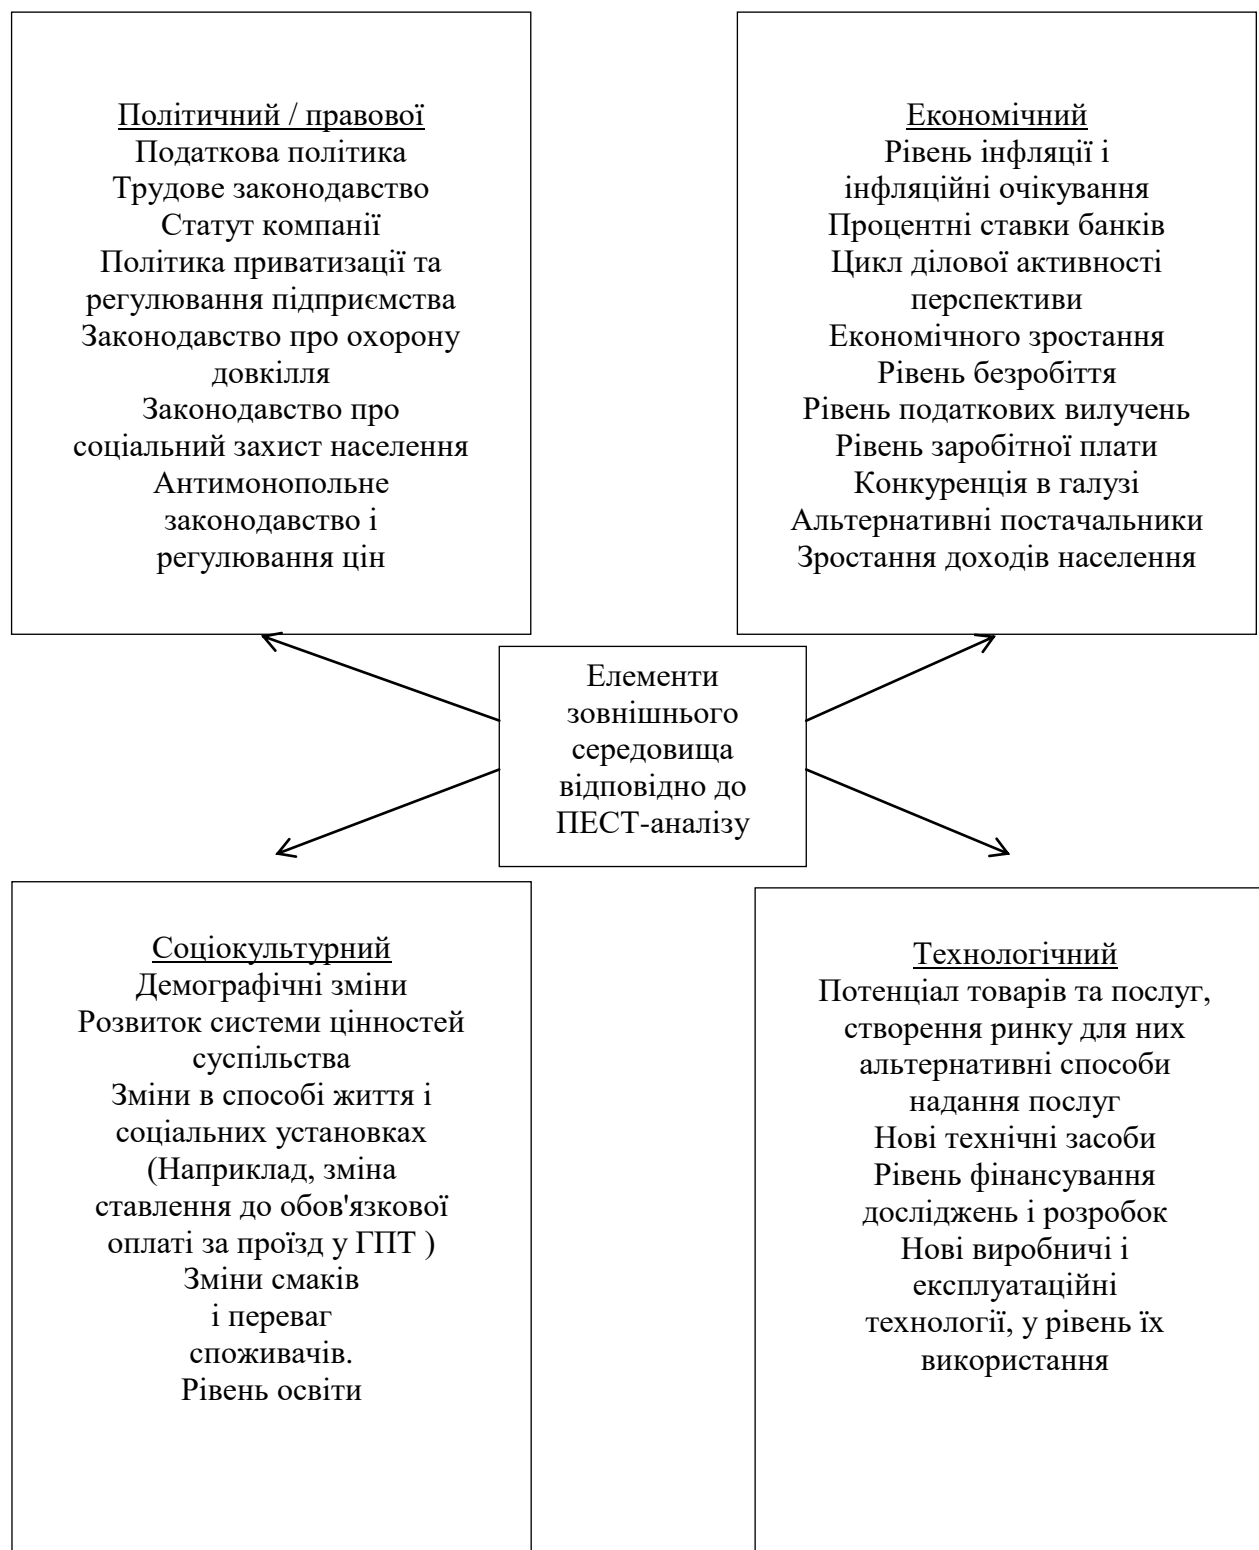 Політичний / правової
Податкова політика
Трудове законодавство
Статут компанії
Політика приватизації та
регулювання підприємства
Законодавство про охорону
довкілля
Законодавство про
соціальний захист населення
Антимонопольне
законодавство і
регулювання цін
Економічний
Рівень інфляції і
інфляційні очікування
Процентні ставки банків
Цикл ділової активності
перспективи
Економічного зростання
Рівень безробіття
Рівень податкових вилучень
Рівень заробітної плати
Конкуренція в галузі
Альтернативні постачальники
Зростання доходів населення
Елементи
зовнішнього
середовища
відповідно до
ПЕСТ-аналізу
Соціокультурний
Демографічні зміни
Розвиток системи цінностей
суспільства
Зміни в способі життя і
соціальних установках
(Наприклад, зміна
ставлення до обов'язкової
оплаті за проїзд у ГПТ )
Зміни смаків
і переваг
споживачів.
Рівень освіти
Технологічний
Потенціал товарів та послуг,
створення ринку для них
альтернативні способи
надання послуг
Нові технічні засоби
Рівень фінансування
досліджень і розробок
Нові виробничі і
експлуатаційні
технології, у рівень їх
використання